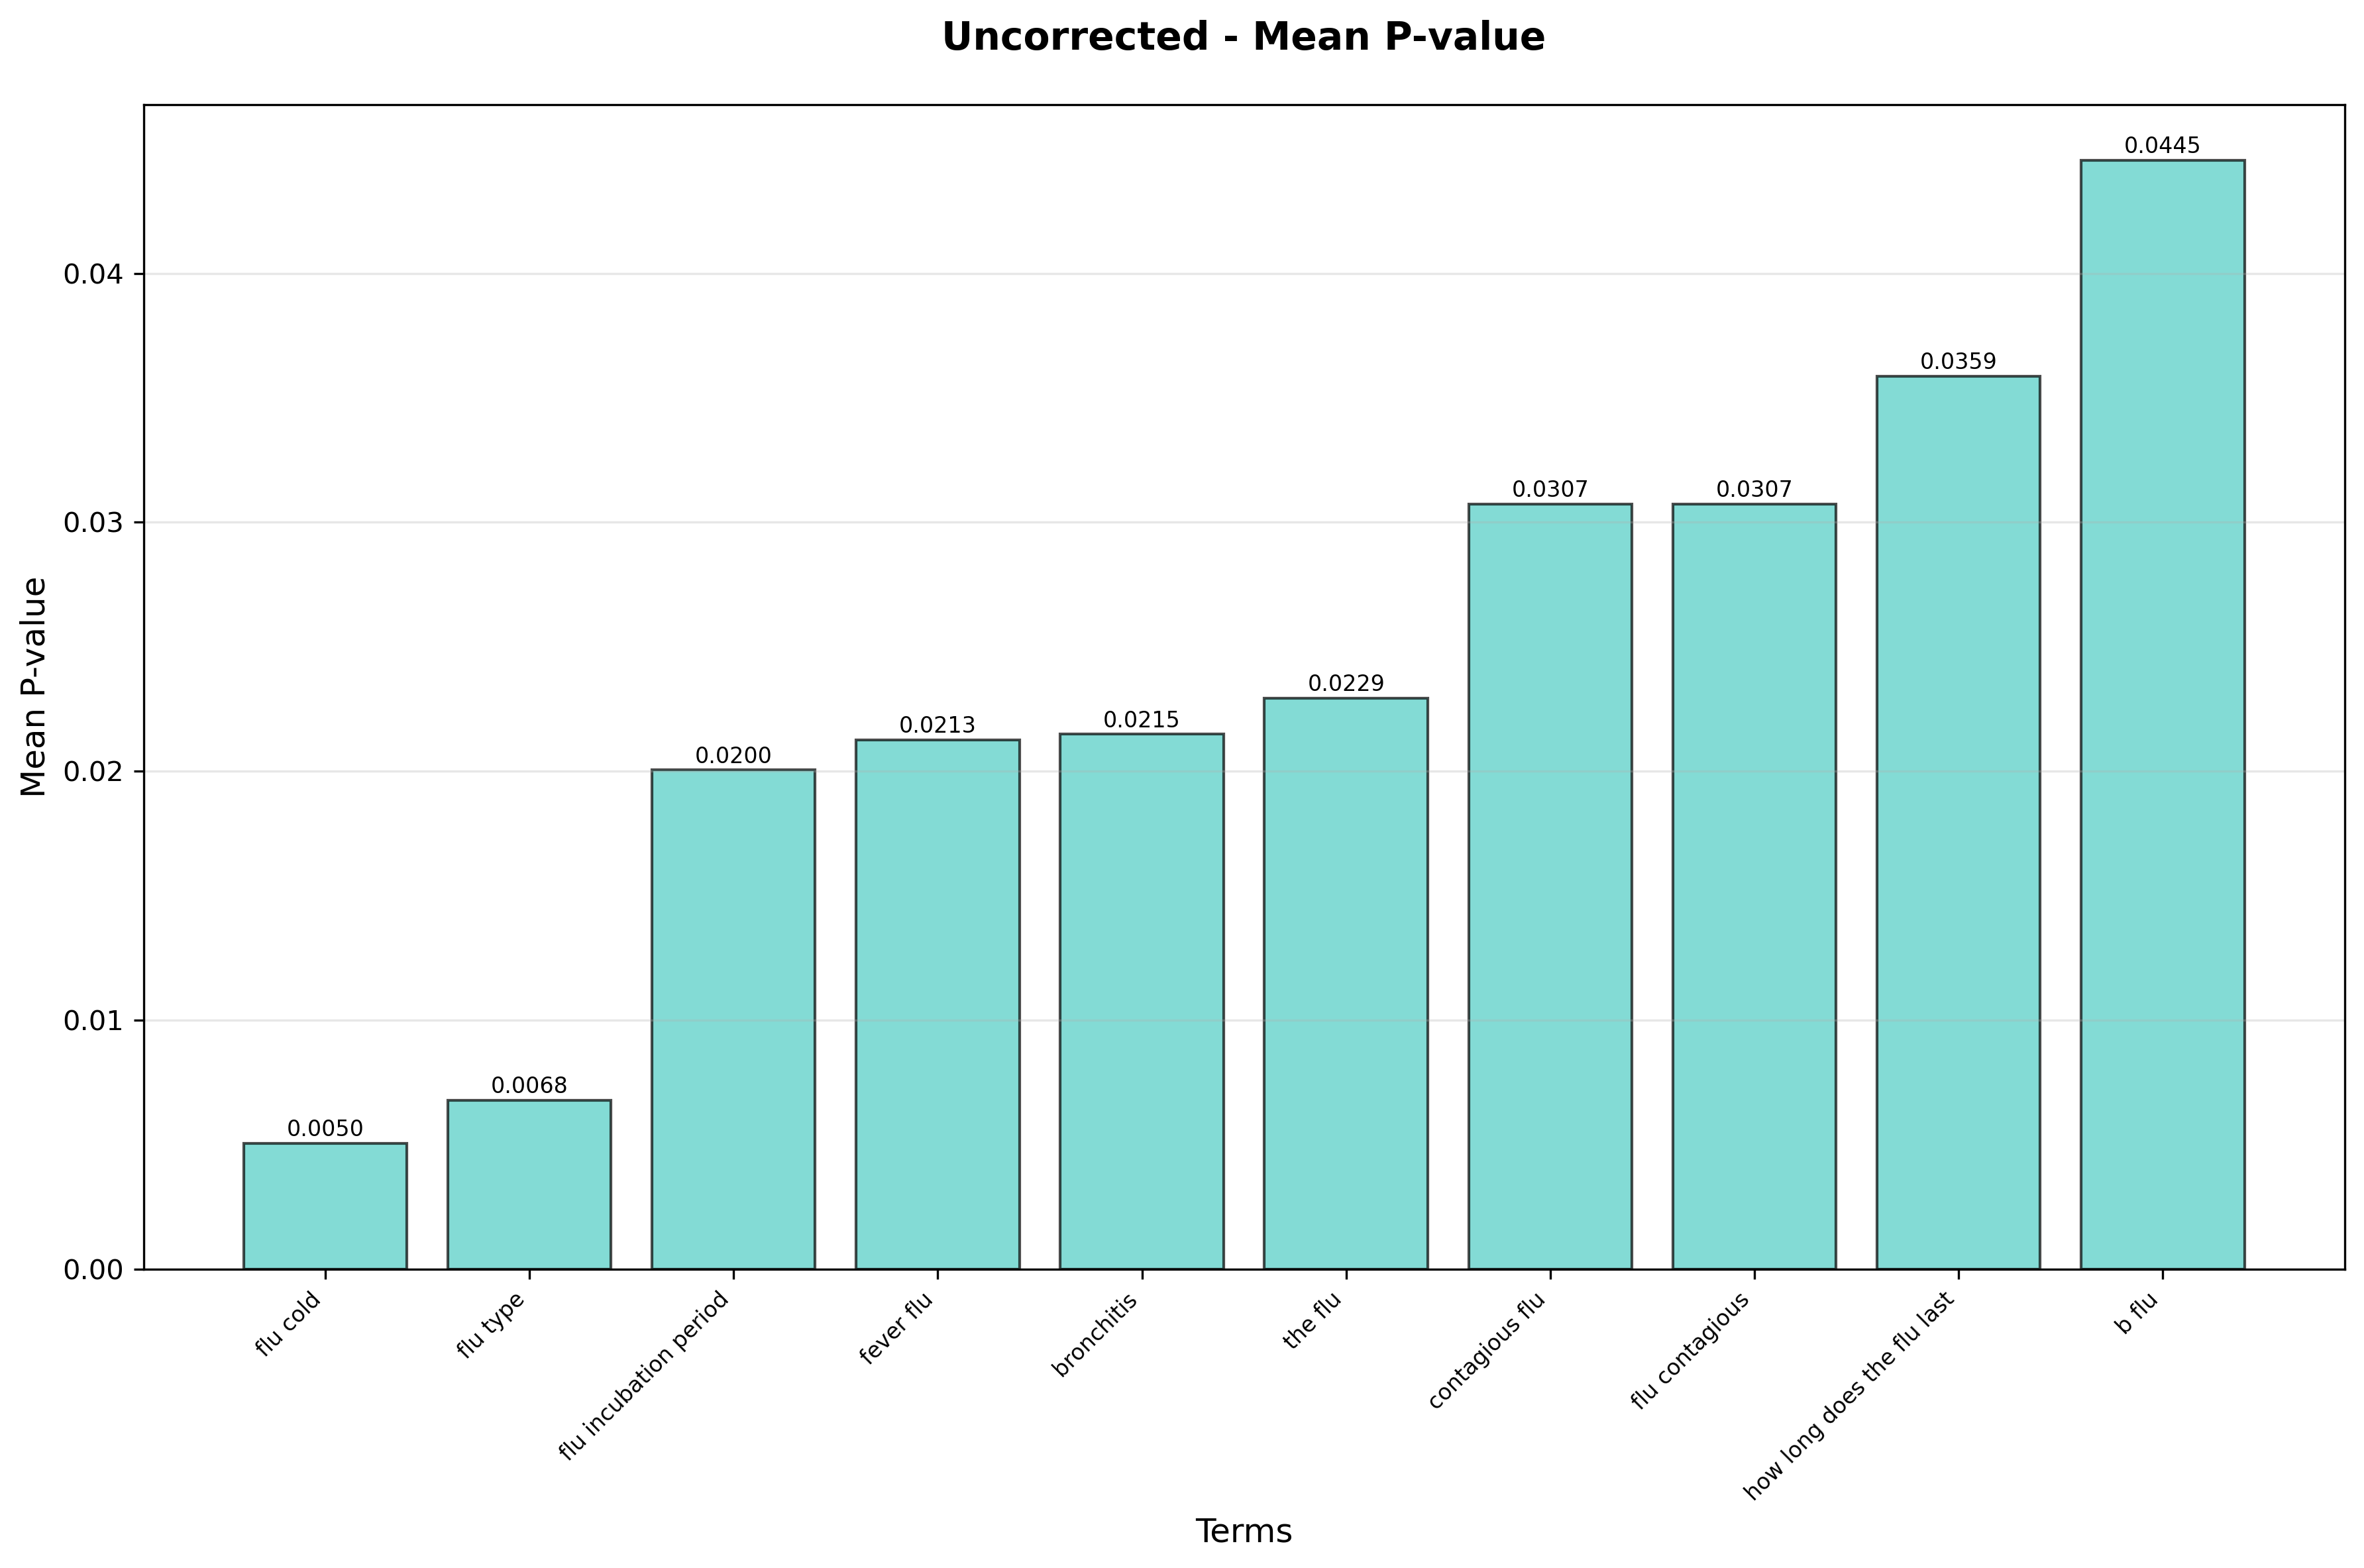 Uncorrected - Mean P-value
Mean P-value
0.04
0.03
0.02
0.01
0.00
0.0050
0.0068
0.0200
0.0213
0.0215
0.0229
0.0307
0.0307
0.0359
0.0445
flu cold
flu type
flu incubation period
fever flu
bronchitis
the flu
contagious flu
flu contagious
how long does the flu last
b flu
Terms